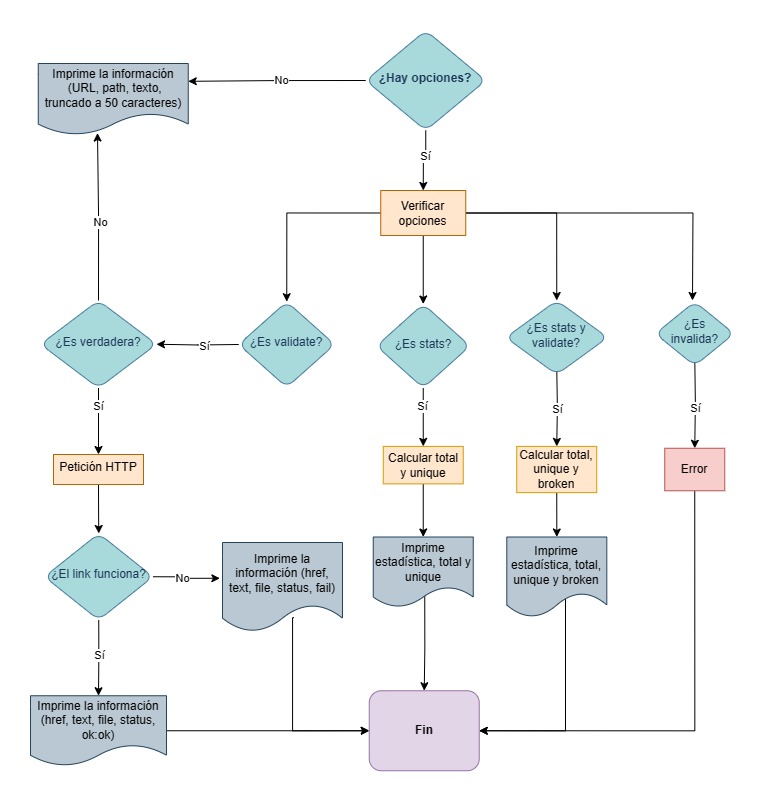 ¿Hay opciones?
No
Imprime la información
(URL, path, texto,
truncado a 50 caracteres)
Sí
Verificar
opciones
No
¿Es verdadera?
Sí
¿Es validate?
¿Es stats?
¿Es stats y
validate?
¿Es
invalida?
Sí
Sí
Sí
Sí
Petición HTTP
Calcular total
y unique
Calcular total,
unique y
broken
Error
¿El link funciona?
No
Imprime la
información (href,
text, file, status, fail)
Imprime
estadística, total y
unique
Imprime
estadística, total,
unique y broken
Sí
Imprime la información
(href, text, file, status,
ok:ok)
Fin